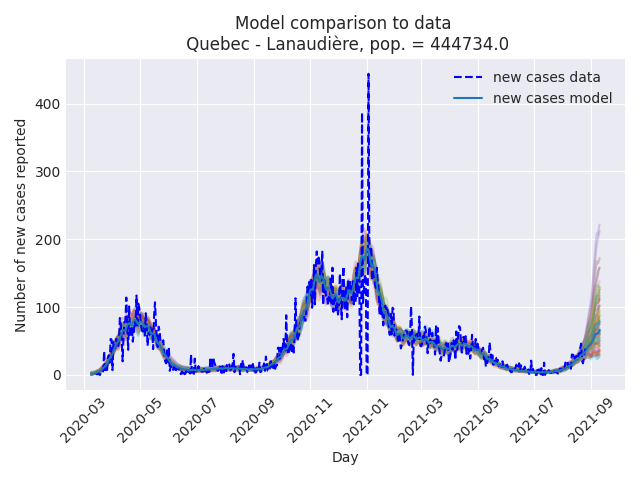 Model comparison to data
Quebec - Lanaudière, pop. = 444734.0
new cases data
new cases model
Number of new cases reported
400
300
200
100
0
2020-03
2020-05
2020-07
2020-09
2020-11
2021-01
2021-03
2021-05
2021-07
2021-09
Day